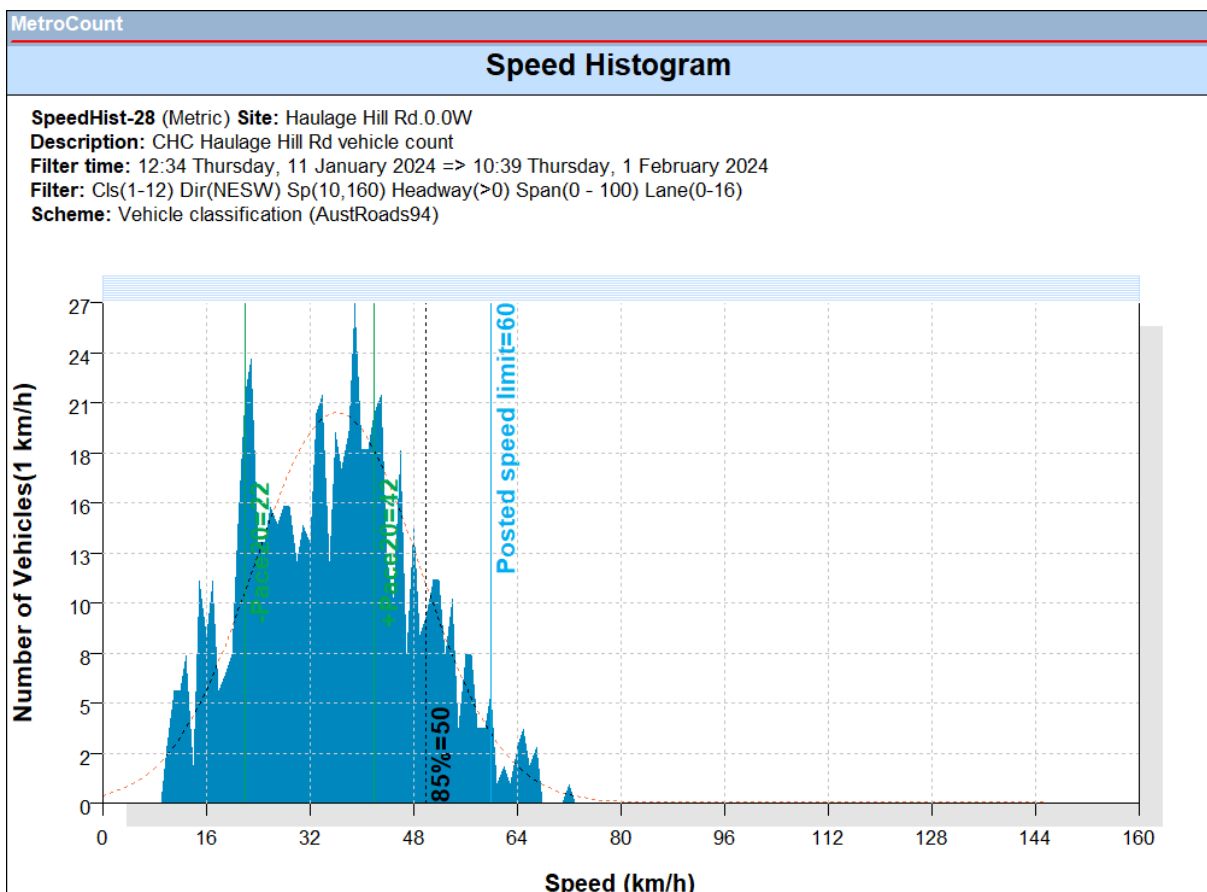 MetroCount
Speed Histogram
SpeedHist-28 (Metric) Site: Haulage Hill Rd.0.0W
Description: CHC Haulage Hill Rd vehicle count
Filter time: 12:34 Thursday, 11 January 2024 => 10:39 Thursday, 1 February 2024
Filter: Cls(1-12) Dir(NESW) Sp(10,160) Headway(>0) Span(0 - 100) Lane(0-16)
Scheme: Vehicle classification (AustRoads94)
Number of Vehicles(1 km/h)
27
24
21
18
16
13
10
8
5
2
0
-Pace20=22
+Pace20=42
85%=50
Posted speed limit=60
0 16 32 48 64 80 96 112 128 144 160
Speed (km/h)